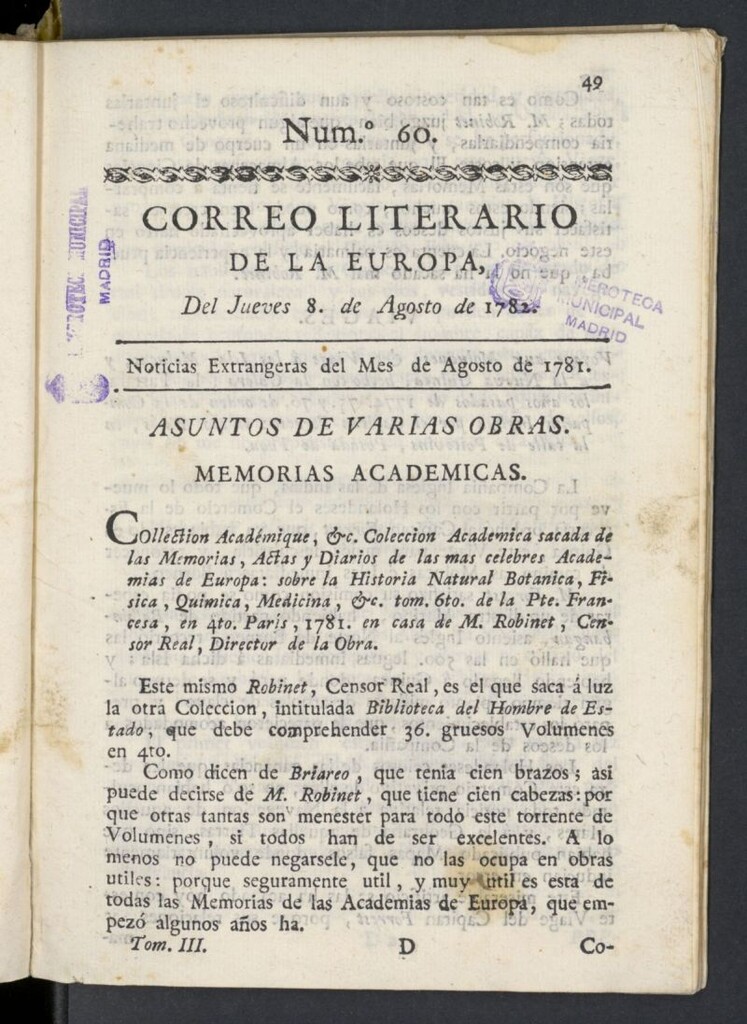 49
Num.º 60.
CORREO LITERARIO
DE LA EUROPA,
Del Jueves 8. de Agosto de 1782.
HEMEROTECA
MUNICIPAL
MADRID
HEMEROTECA MUNICIPAL
MADRID
Noticias Extrangeras del Mes de Agosto de 1781.
ASUNTOS DE VARIAS OBRAS.
MEMORIAS ACADEMICAS.
COllection Académique, &c. Coleccion Academica sacada de
las Memorias, Actas y Diarios de las mas celebres Acade-
mias de Europa: sobre la Historia Natural Botanica, Fi-
sica, Quimica, Medicina, &c. tom. 6to. de la Pte. Fran-
cesa, en 4to. París, 1781. en casa de M. Robinet, Cen-
sor Real, Director de la Obra.
Este mismo Robinet, Censor Real, es el que saca á luz
la otra Coleccion, intitulada Biblioteca del Hombre de Es-
tado, que debe comprehender 36. gruesos Volumenes
en 4to.
Como dicen de Briareo, que tenia cien brazos; asi
puede decirse de M. Robinet, que tiene cien cabezas: por
que otras tantas son menester para todo este torrente de
Volumenes, si todos han de ser excelentes. A lo
menos no puede negarsele, que no las ocupa en obras
utiles: porque seguramente util, y muy util es esta de
todas las Memorias de las Academias de Europa, que em-
pezó algunos años ha.
Tom. III. D Co-